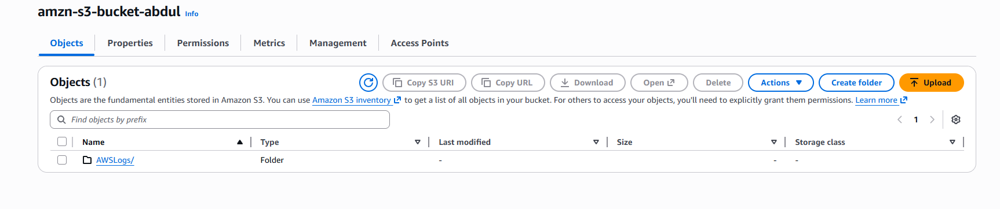 amzn-s3-bucket-abdul Info
Objects Properties Permissions Metrics Management Access Points
Objects (1) Copy S3 URI Copy URL Download Open Delete Actions Create folder Upload
Objects are the fundamental entities stored in Amazon S3. You can use Amazon S3 inventory to get a list of all objects in your bucket. For others to access your objects, you'll need to explicitly grant them permissions. Learn more
Find objects by prefix 1
Name Type Last modified Size Storage class
AWSLogs/ Folder - - -